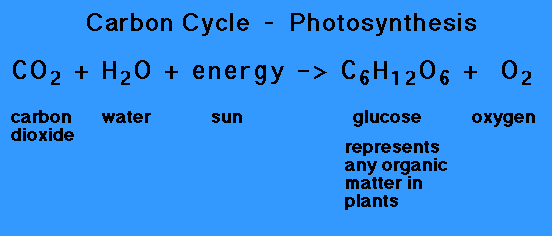 Carbon Cycle - Photosynthesis
CO₂ + H₂O + energy –> C₆H₁₂O₆ + O₂
carbon dioxide
water
sun
glucose
oxygen
represents
any organic
matter in
plants